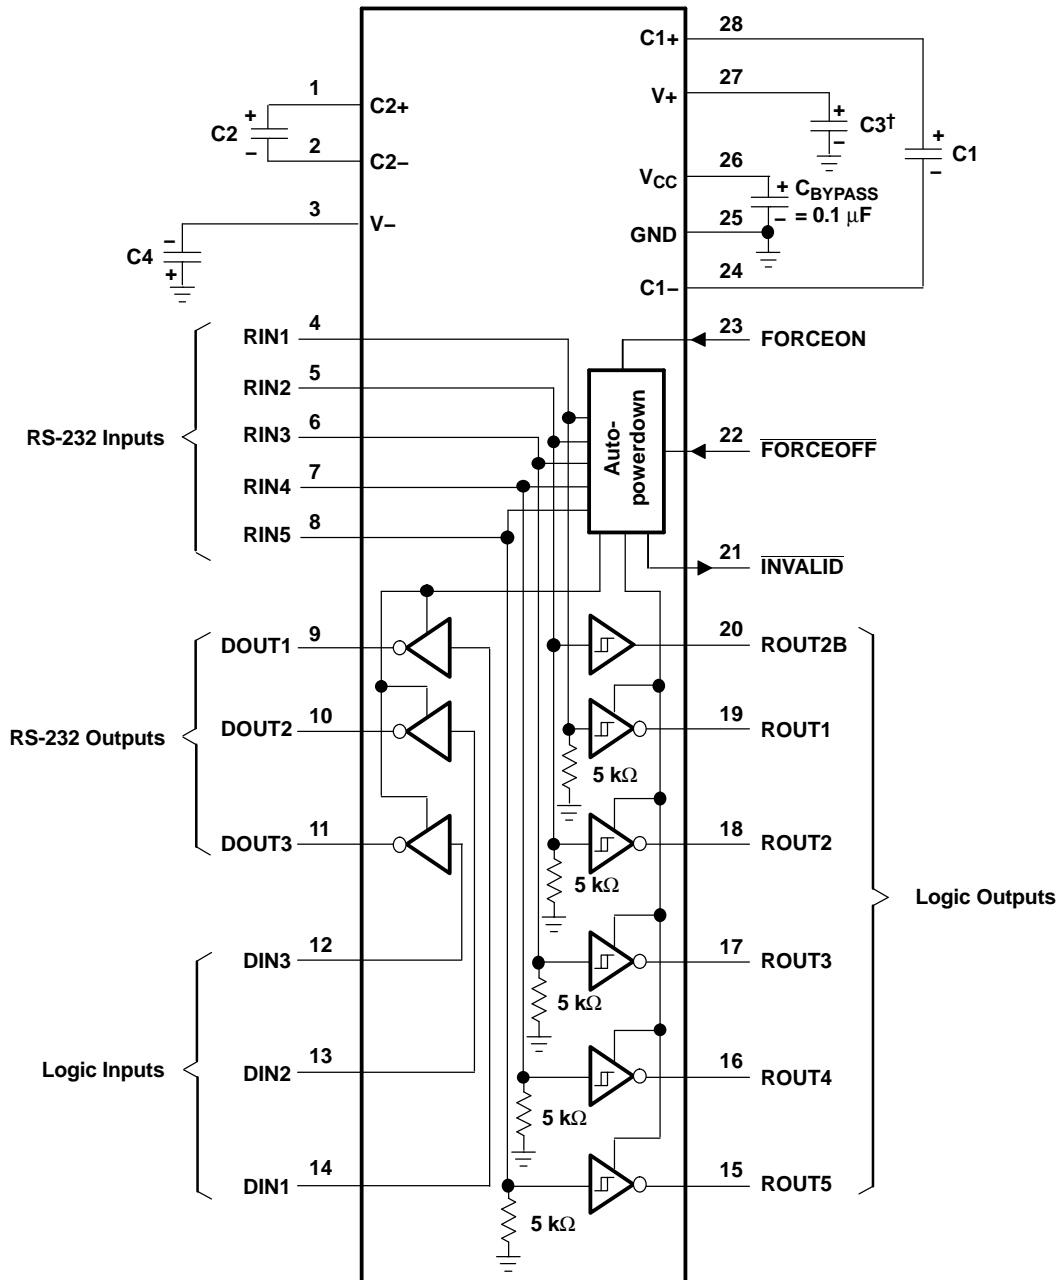 C1+
28
V+
27
C3†
C1
1
C2+
C2
2
C2−
VCC
26
CBYPASS
= 0.1 µF
3
V−
GND
25
C4
C1−
24
RS-232 Inputs
RIN1
4
RIN2
5
RIN3
6
RIN4
7
RIN5
8
Auto-
powerdown
23
FORCEON
22
FORCEOFF
21
INVALID
RS-232 Outputs
DOUT1
9
DOUT2
10
DOUT3
11
Logic Inputs
DIN3
12
DIN2
13
DIN1
14
20
ROUT2B
19
ROUT1
5 kΩ
18
ROUT2
5 kΩ
17
ROUT3
5 kΩ
16
ROUT4
5 kΩ
15
ROUT5
5 kΩ
Logic Outputs
+
−
+
−
−
+
+
−
+
−
+
−